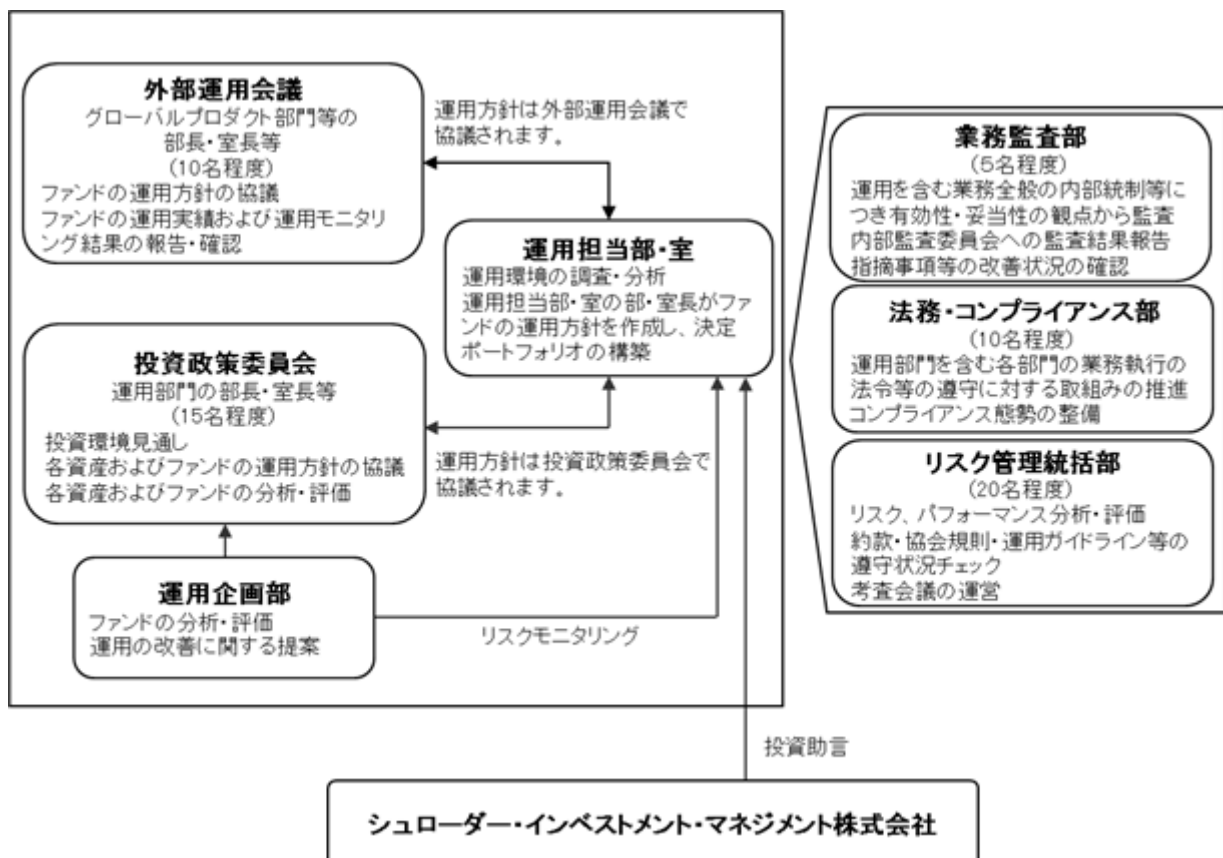 外部運用会議
グローバルプロダクト部門等の
部長・室長等
(10名程度)
ファンドの運用方針の協議
ファンドの運用実績および運用モニタリ
ング結果の報告・確認
運用方針は外部運用会議で
協議されます。
運用担当部・室
運用環境の調査・分析
運用担当部・室の部・室長がファ
ンドの運用方針を作成し、決定
ポートフォリオの構築
投資政策委員会
運用部門の部長・室長等
(15名程度)
投資環境見通し
各資産およびファンドの運用方針の協議
各資産およびファンドの分析・評価
運用方針は投資政策委員会で
協議されます。
運用企画部
ファンドの分析・評価
運用の改善に関する提案
リスクモニタリング
業務監査部
(5名程度)
運用を含む業務全般の内部統制等に
つき有効性・妥当性の観点から監査
内部監査委員会への監査結果報告
指摘事項等の改善状況の確認
法務・コンプライアンス部
(10名程度)
運用部門を含む各部門の業務執行の
法令等の遵守に対する取組みの推進
コンプライアンス態勢の整備
リスク管理統括部
(20名程度)
リスク、パフォーマンス分析・評価
約款・協会規則・運用ガイドライン等の
遵守状況チェック
考査会議の運営
投資助言
シュローダー・インベストメント・マネジメント株式会社